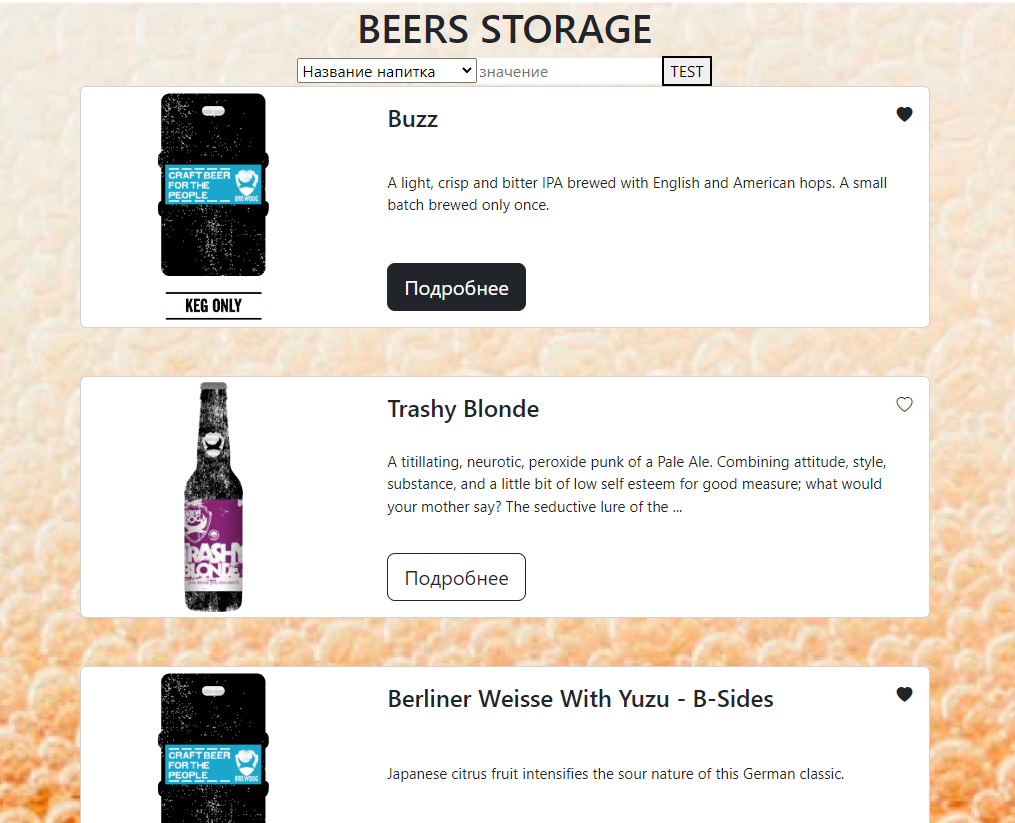 BEERS STORAGE
Название напитка значение TEST
Buzz
CRAFT BEER
FOR THE
PEOPLE
BREWDOG
A light, crisp and bitter IPA brewed with English and American hops. A small
batch brewed only once.
Подробнее
KEG ONLY
Trashy Blonde
A titillating, neurotic, peroxide punk of a Pale Ale. Combining attitude, style,
substance, and a little bit of low self esteem for good measure; what would
your mother say? The seductive lure of the ...
TRASHY
BLONDE
Подробнее
Berliner Weisse With Yuzu - B-Sides
CRAFT BEER
FOR THE
PEOPLE
BREWDOG
Japanese citrus fruit intensifies the sour nature of this German classic.